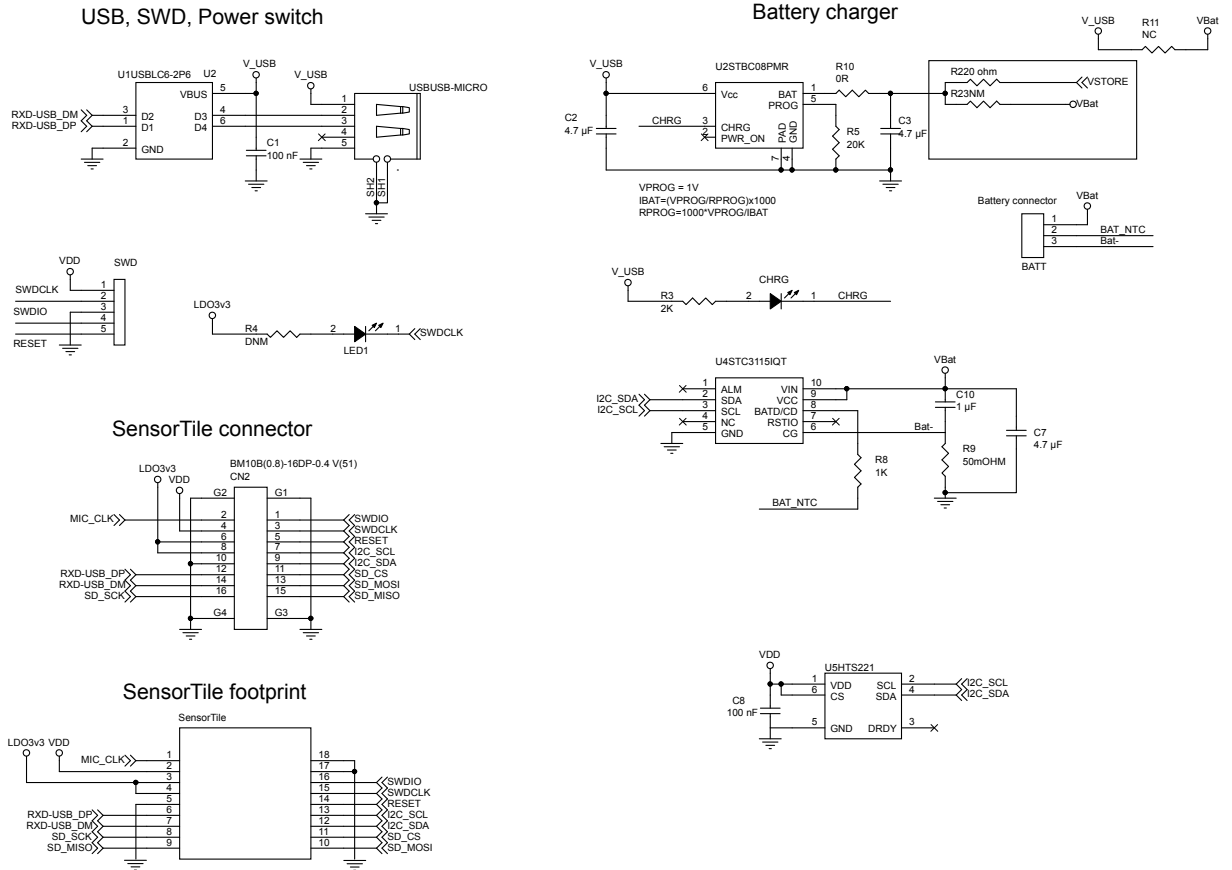 USB, SWD, Power switch
U1USBLC6-2P6 U2
V_USB
V_USB
USBUSB-MICRO
RXD-USB_DM
RXD-USB_DP
3 D2
1 D1
2 GND
VBUS 5
D3 4
D4 6
1
2
3
4
5
C1
100 nF
SH2
SH1
VDD
SWD
SWDCLK
SWDIO
RESET
1
2
3
4
5
LDO3v3
R4
DNM
2
LED1
1
SWDCLK
SensorTile connector
BM10B(0.8)-16DP-0.4 V(51)
CN2
LDO3v3
VDD
G2 G1
MIC_CLK 2 1 SWDIO
4 3 SWDCLK
6 5 RESET
8 7 I2C_SCL
10 9 I2C_SDA
RXD-USB_DP 12 11 SD_CS
RXD-USB_DM 14 13 SD_MOSI
SD_SCK 16 15 SD_MISO
G4 G3
SensorTile footprint
SensorTile
LDO3v3 VDD
MIC_CLK 1 18
2 17
3 16 SWDIO
4 15 SWDCLK
5 14 RESET
RXD-USB_DP 6 13 I2C_SCL
RXD-USB_DM 7 12 I2C_SDA
SD_SCK 8 11 SD_CS
SD_MISO 9 10 SD_MOSI
Battery charger
V_USB
R11
NC
VBat
V_USB
U2STBC08PMR
R10
0R
C2
4.7 µF
6 Vcc
CHRG 3 CHRG
2 PWR_ON
BAT 1
PROG 5
PAD
GND
7
4
R5
20K
C3
4.7 µF
R220 ohm
VSTORE
R23NM
VBat
VPROG = 1V
IBAT=(VPROG/RPROG)x1000
RPROG=1000*VPROG/IBAT
Battery connector
VBat
1
2 BAT_NTC
3 Bat-
BATT
V_USB
R3
2K
2
CHRG
1
CHRG
U4STC3115IQT
VBat
I2C_SDA
I2C_SCL
1 ALM
2 SDA
3 SCL
4 NC
5 GND
VIN 10
VCC 9
BATD/CD 8
RSTIO 7
CG 6
Bat-
C10
1 µF
R9
50mOHM
C7
4.7 µF
R8
1K
BAT_NTC
VDD
U5HTS221
C8
100 nF
1 VDD
6 CS
5 GND
SCL 2 I2C_SCL
SDA 4 I2C_SDA
DRDY 3